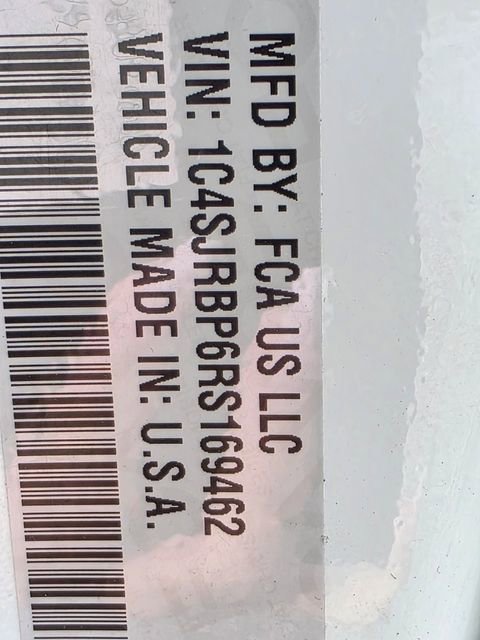 MFD BY: FCA US LLC
VIN: 1C4SJRBP6RS169462
VEHICLE MADE IN: U.S.A.